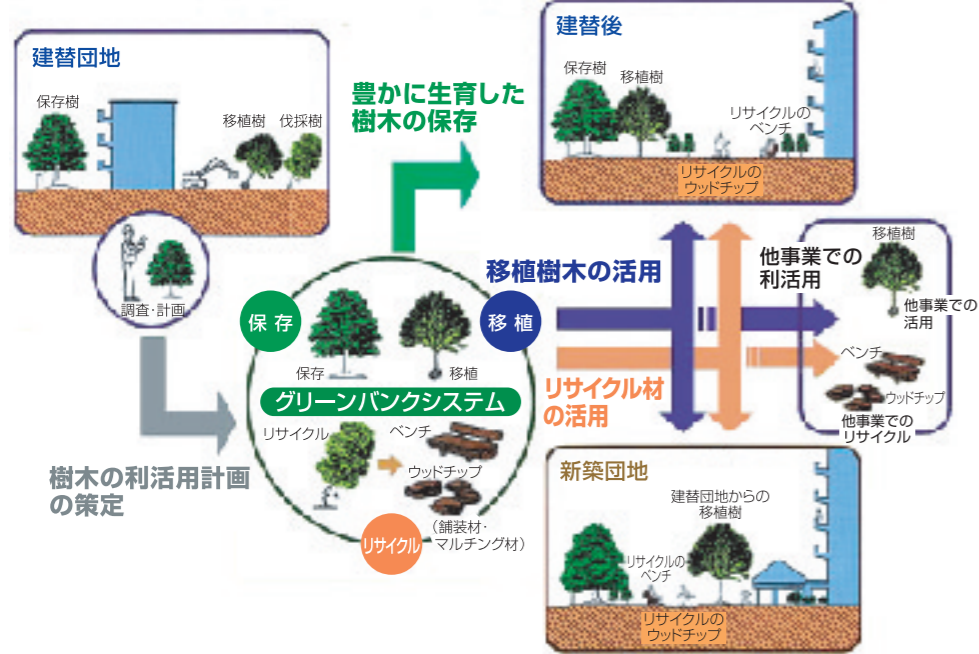 建替団地
保存樹
移植樹
伐採樹
調査・計画
樹木の利活用計画
の策定
豊かに生育した
樹木の保存
建替後
保存樹
移植樹
リサイクルの
ベンチ
リサイクルの
ウッドチップ
保存
移植
保存
移植
グリーンバンクシステム
リサイクル
ベンチ
ウッドチップ
(舗装材・
マルチング材)
リサイクル
移植樹木の活用
リサイクル材
の活用
他事業での
利活用
移植樹
他事業での
活用
ベンチ
ウッドチップ
他事業での
リサイクル
新築団地
建替団地からの
移植樹
リサイクルの
ベンチ
リサイクルの
ウッドチップ